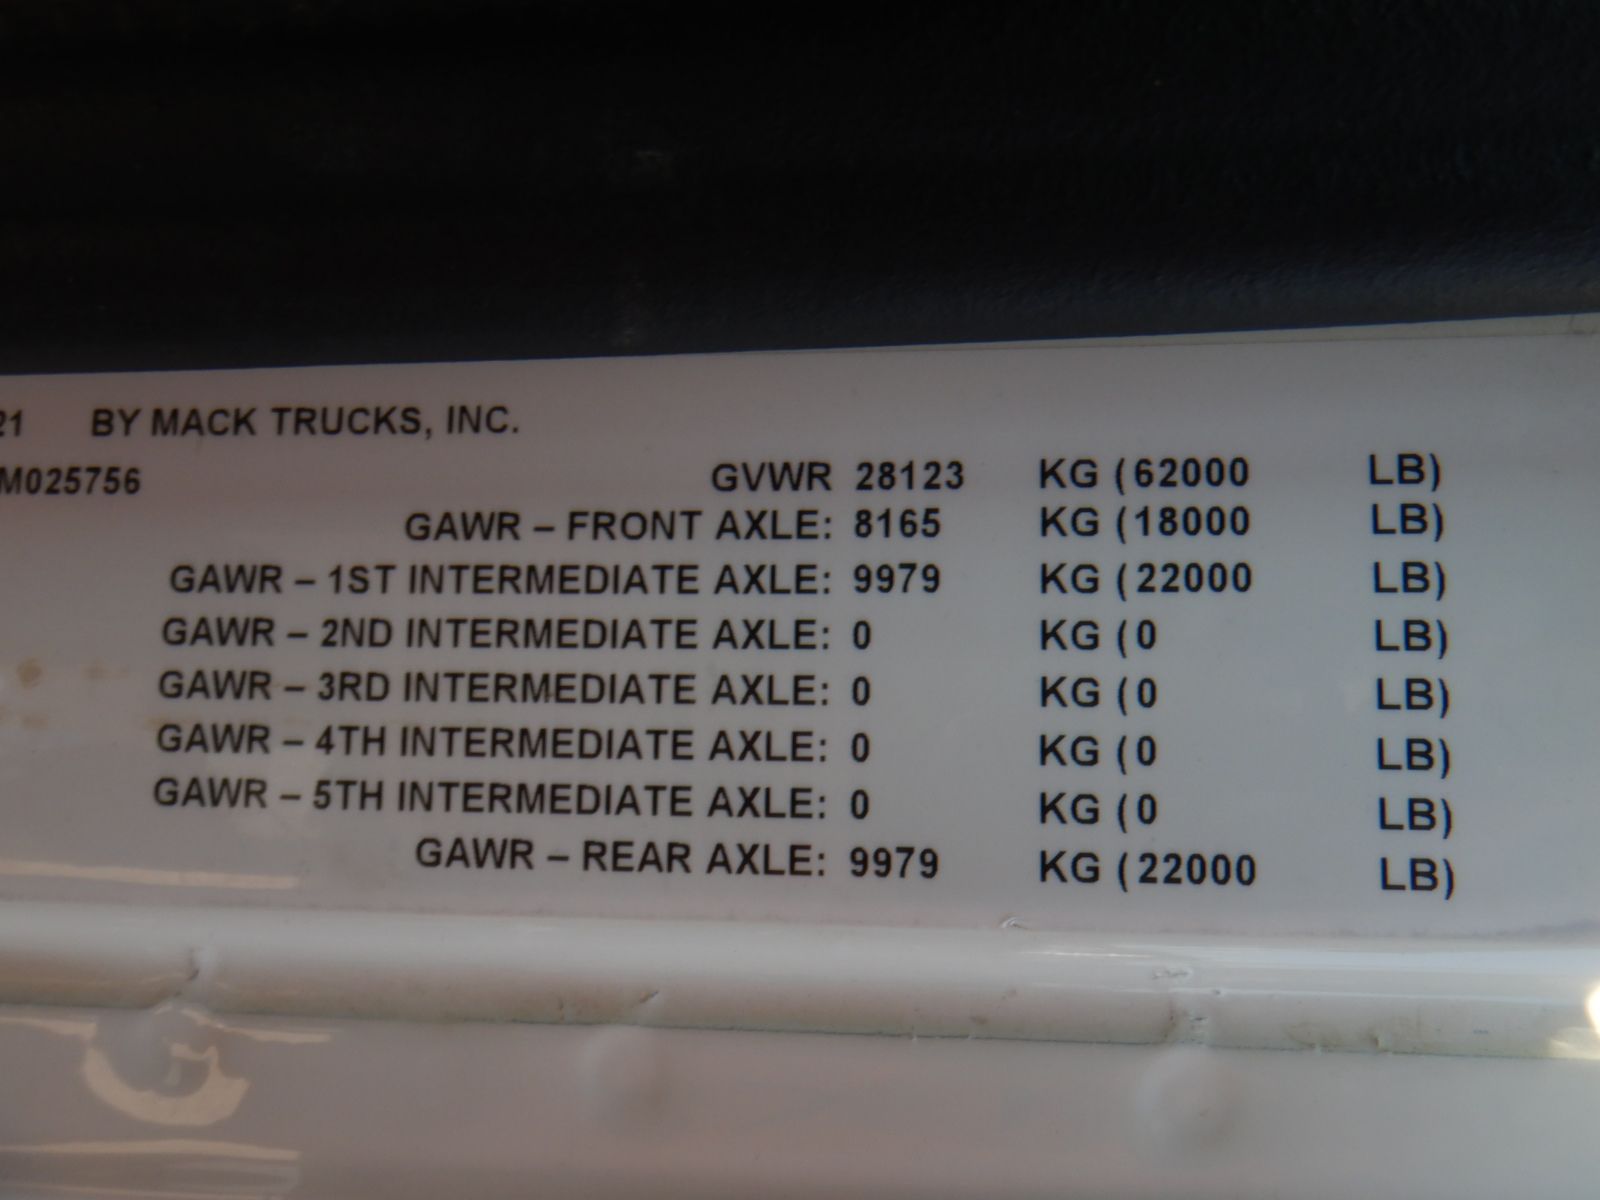 21 BY MACK TRUCKS, INC.
M025756 GVWR 28123 KG (62000 LB)
GAWR – FRONT AXLE: 8165 KG (18000 LB)
GAWR – 1ST INTERMEDIATE AXLE: 9979 KG (22000 LB)
GAWR – 2ND INTERMEDIATE AXLE: 0 KG (0 LB)
GAWR – 3RD INTERMEDIATE AXLE: 0 KG (0 LB)
GAWR – 4TH INTERMEDIATE AXLE: 0 KG (0 LB)
GAWR – 5TH INTERMEDIATE AXLE: 0 KG (0 LB)
GAWR – REAR AXLE: 9979 KG (22000 LB)